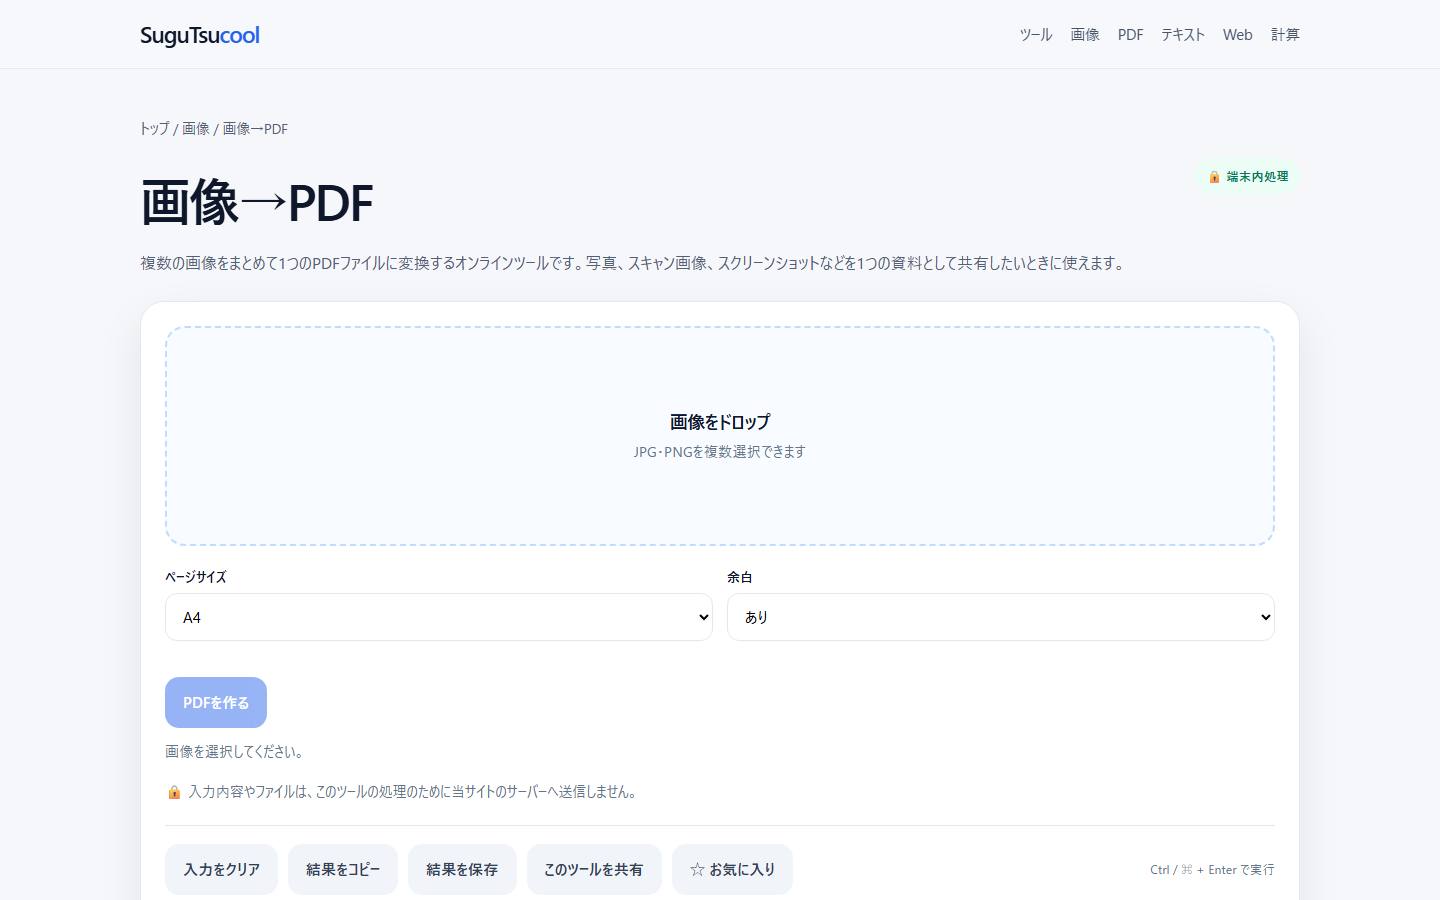 SuguTsucool
ツール 画像 PDF テキスト Web 計算
トップ / 画像 / 画像→PDF
画像→PDF
🔒 端末内処理
複数の画像をまとめて1つのPDFファイルに変換するオンラインツールです。写真、スキャン画像、スクリーンショットなどを1つの資料として共有したいときに使えます。
画像をドロップ
JPG・PNGを複数選択できます
ページサイズ 余白
A4 あり
PDFを作る
画像を選択してください。
🔒 入力内容やファイルは、このツールの処理のために当サイトのサーバーへ送信しません。
入力をクリア 結果をコピー 結果を保存 このツールを共有 ☆ お気に入り Ctrl / ⌘ + Enter で実行